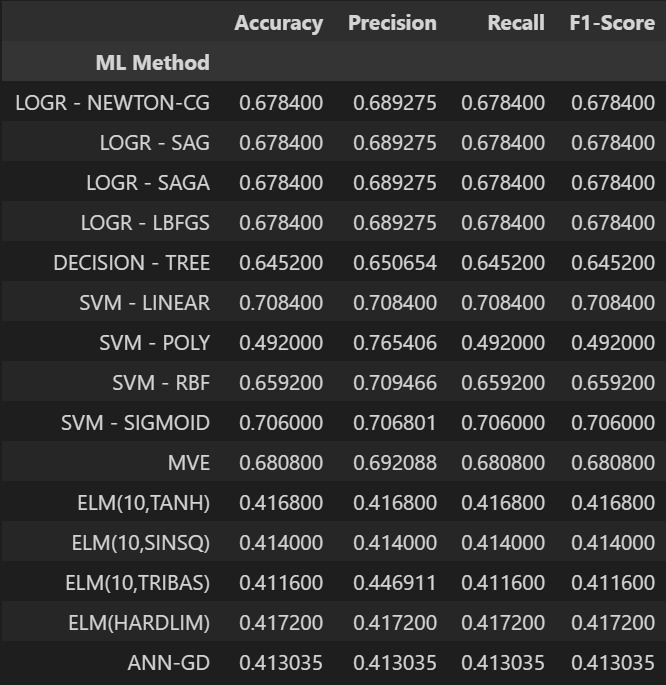 Accuracy Precision Recall F1-Score
ML Method
LOGR - NEWTON-CG 0.678400 0.689275 0.678400 0.678400
LOGR - SAG 0.678400 0.689275 0.678400 0.678400
LOGR - SAGA 0.678400 0.689275 0.678400 0.678400
LOGR - LBFGS 0.678400 0.689275 0.678400 0.678400
DECISION - TREE 0.645200 0.650654 0.645200 0.645200
SVM - LINEAR 0.708400 0.708400 0.708400 0.708400
SVM - POLY 0.492000 0.765406 0.492000 0.492000
SVM - RBF 0.659200 0.709466 0.659200 0.659200
SVM - SIGMOID 0.706000 0.706801 0.706000 0.706000
MVE 0.680800 0.692088 0.680800 0.680800
ELM(10,TANH) 0.416800 0.416800 0.416800 0.416800
ELM(10,SINSQ) 0.414000 0.414000 0.414000 0.414000
ELM(10,TRIBAS) 0.411600 0.446911 0.411600 0.411600
ELM(HARDLIM) 0.417200 0.417200 0.417200 0.417200
ANN-GD 0.413035 0.413035 0.413035 0.413035